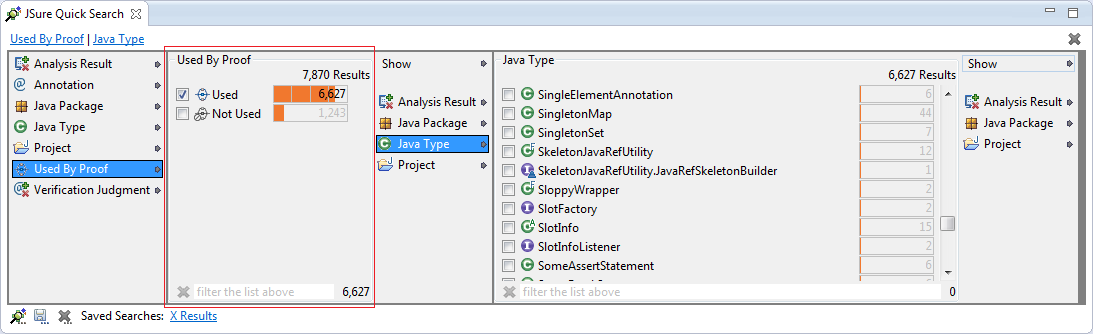 JSure Quick Search
Used By Proof | Java Type
Analysis Result
Annotation
Java Package
Java Type
Project
Used By Proof
Verification Judgment
Used By Proof
7,870 Results
Used 6,627
Not Used 1,243
filter the list above 6,627
Show
Analysis Result
Java Package
Java Type
Project
Java Type
6,627 Results
SingleElementAnnotation 6
SingletonMap 44
SingletonSet 7
SkeletonJavaRefUtility 12
SkeletonJavaRefUtility.JavaRefSkeletonBuilder 1
SloppyWrapper 2
SlotFactory 2
SlotInfo 15
SlotInfoListener 2
SomeAssertStatement 6
filter the list above 0
Show
Analysis Result
Java Package
Project
Saved Searches: X Results